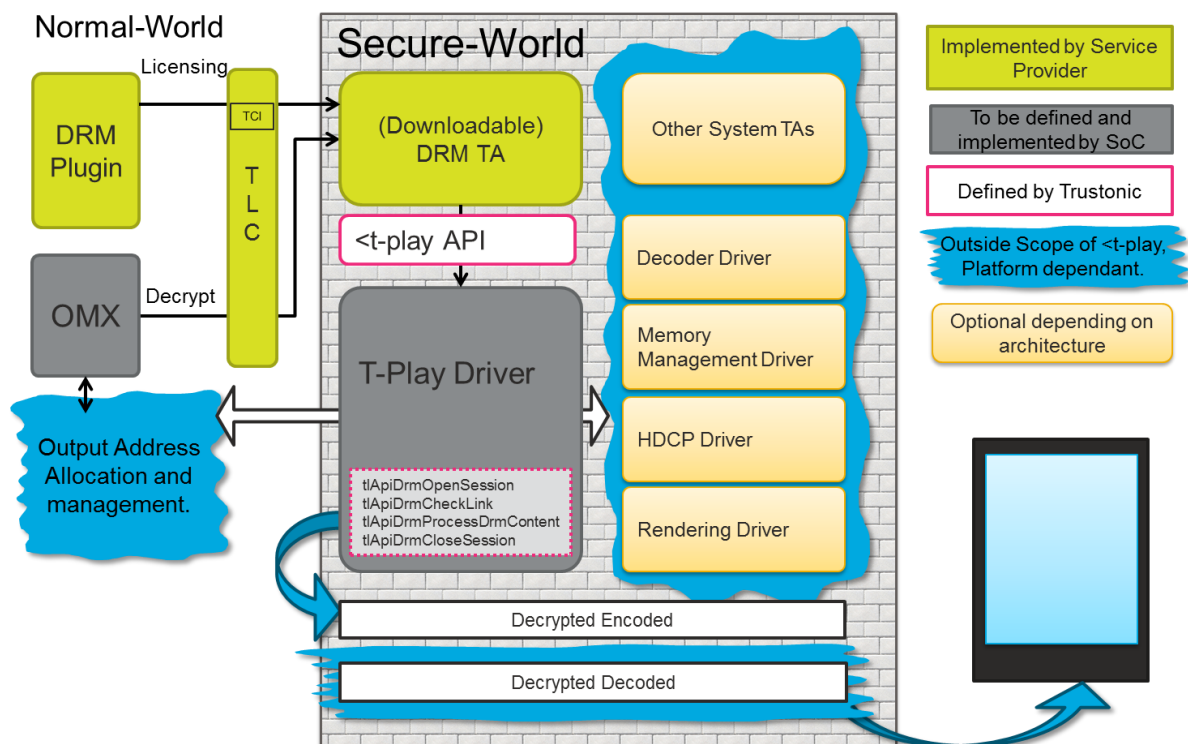 Normal-World
Licensing
DRM
Plugin
TCI
T
L
C
OMX
Decrypt
Output Address
Allocation and
management.
Secure-World
(Downloadable)
DRM TA
<t-play API
T-Play Driver
tlApiDrmOpenSession
tlApiDrmCheckLink
tlApiDrmProcessDrmContent
tlApiDrmCloseSession
Other System TAs
Decoder Driver
Memory
Management Driver
HDCP Driver
Rendering Driver
Decrypted Encoded
Decrypted Decoded
Implemented by Service
Provider
To be defined and
implemented by SoC
Defined by Trustonic
Outside Scope of <t-play,
Platform dependant.
Optional depending on
architecture